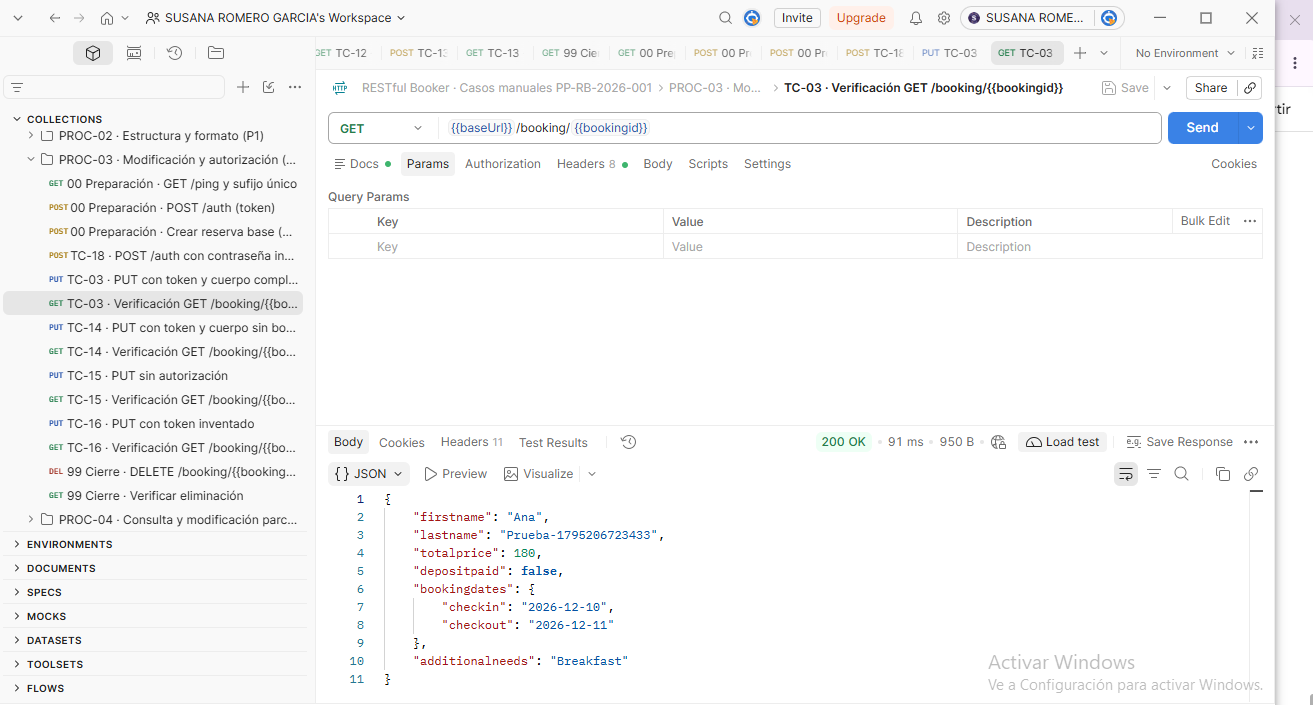 SUSANA ROMERO GARCIA's Workspace
Invite
Upgrade
SUSANA ROME...
GET TC-12
POST TC-13
GET TC-13
GET 99 Cie
GET 00 Pre
POST 00 Pr
POST 00 Pr
POST TC-18
PUT TC-03
GET TC-03
No Environment
tir
HTTP
RESTful Booker · Casos manuales PP-RB-2026-001 > PROC-03 · Mo... > TC-03 · Verificación GET /booking/{{bookingid}}
Save
Share
COLLECTIONS
PROC-02 · Estructura y formato (P1)
PROC-03 · Modificación y autorización (...
GET 00 Preparación · GET /ping y sufijo único
POST 00 Preparación · POST /auth (token)
POST 00 Preparación · Crear reserva base (...
POST TC-18 · POST /auth con contraseña in...
PUT TC-03 · PUT con token y cuerpo compl...
GET TC-03 · Verificación GET /booking/{{bo...
PUT TC-14 · PUT con token y cuerpo sin bo...
GET TC-14 · Verificación GET /booking/{{bo...
PUT TC-15 · PUT sin autorización
GET TC-15 · Verificación GET /booking/{{bo...
PUT TC-16 · PUT con token inventado
GET TC-16 · Verificación GET /booking/{{bo...
DEL 99 Cierre · DELETE /booking/{{booking...
GET 99 Cierre · Verificar eliminación
PROC-04 · Consulta y modificación parc...
ENVIRONMENTS
DOCUMENTS
SPECS
MOCKS
DATASETS
TOOLSETS
FLOWS
GET
{{baseUrl}} /booking/ {{bookingid}}
Send
Docs
Params
Authorization
Headers 8
Body
Scripts
Settings
Cookies
Query Params
Key Value Description Bulk Edit
Key Value Description
Body
Cookies
Headers 11
Test Results
200 OK
91 ms
950 B
Load test
e.g.
Save Response
{} JSON
Preview
Visualize
1 {
2 "firstname": "Ana",
3 "lastname": "Prueba-1795206723433",
4 "totalprice": 180,
5 "depositpaid": false,
6 "bookingdates": {
7 "checkin": "2026-12-10",
8 "checkout": "2026-12-11"
9 },
10 "additionalneeds": "Breakfast"
11 }
Activar Windows
Ve a Configuración para activar Windows.